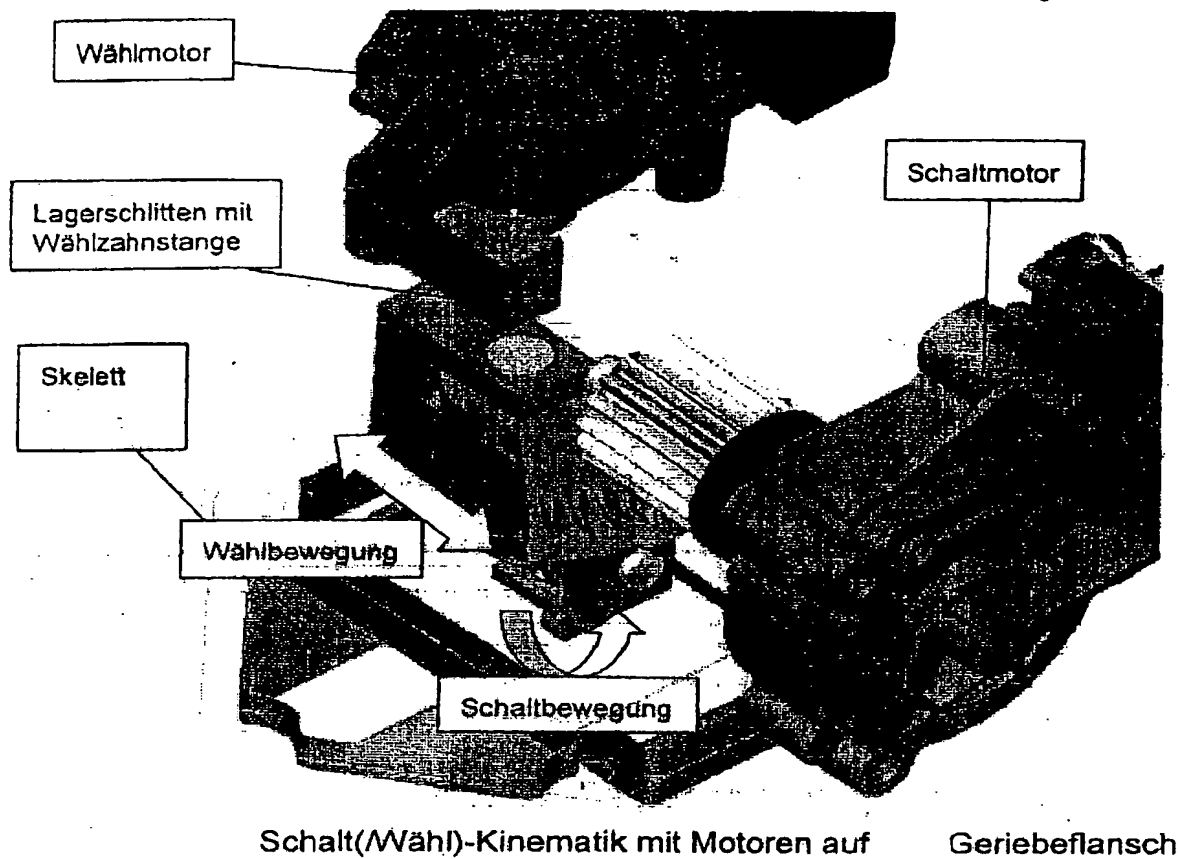 Wählmotor
Schaltmotor
Lagerschlitten mit
Wählzahnstange
Skelett
Wählbewegung
Schaltbewegung
Schalt(/Wähl)-Kinematik mit Motoren auf Geriebeflansch